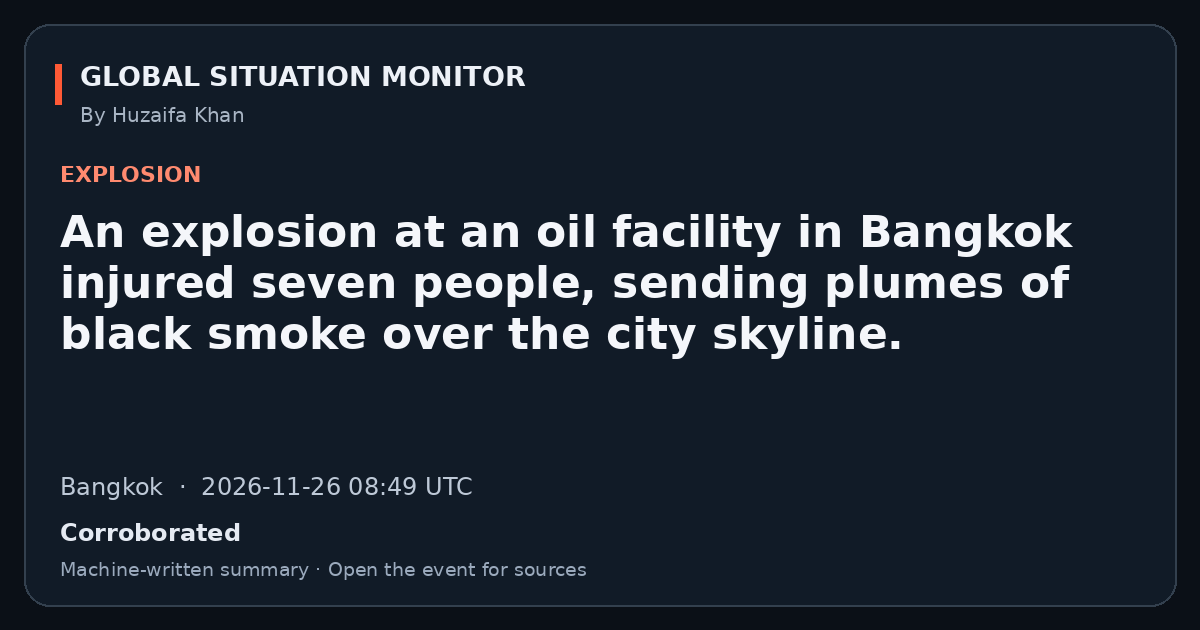 GLOBAL SITUATION MONITOR
By Huzaifa Khan
EXPLOSION
An explosion at an oil facility in Bangkok
injured seven people, sending plumes of
black smoke over the city skyline.
Bangkok · 2026-11-26 08:49 UTC
Corroborated
Machine-written summary · Open the event for sources